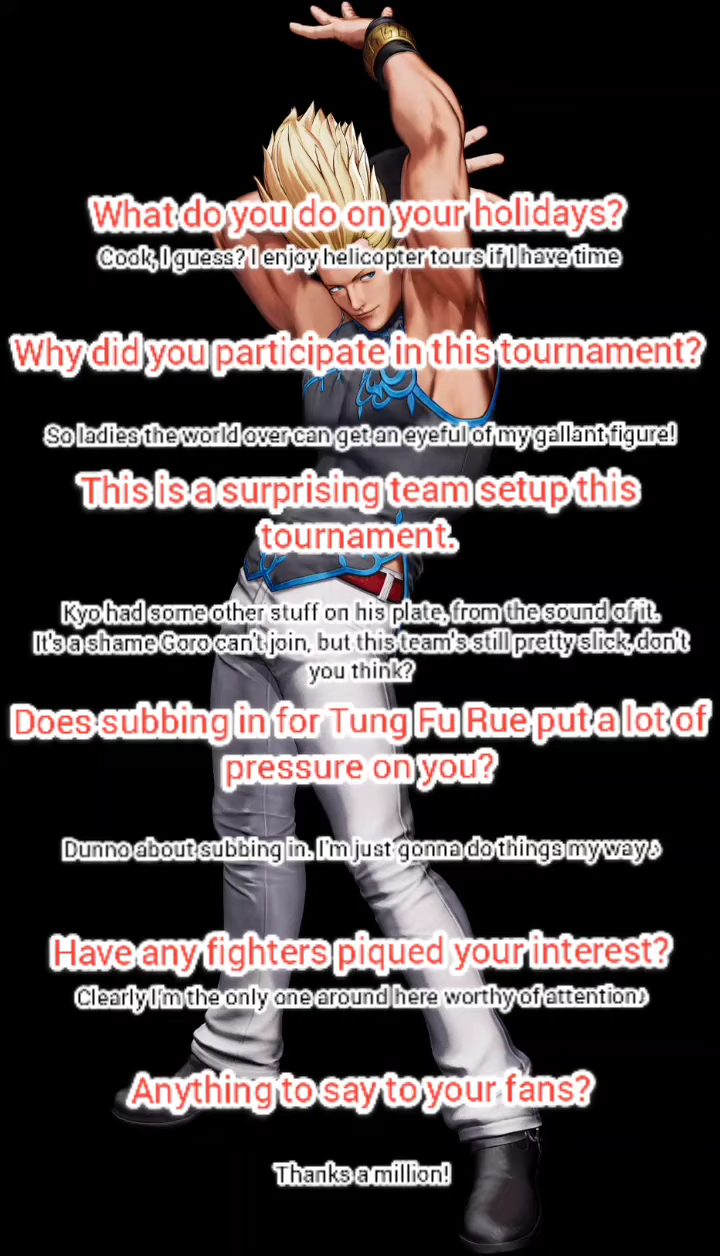 What do you do on your holidays?
Cook, I guess? I enjoy helicopter tours if I have time
Why did you participate in this tournament?
So ladies the world over can get an eyeful of my gallant figure!
This is a surprising team setup this
tournament.
Kyo had some other stuff on his plate, from the sound of it.
It's a shame Goro can't join, but this team's still pretty slick, don't
you think?
Does subbing in for Tung Fu Rue put a lot of
pressure on you?
Dunno about subbing in. I'm just gonna do things my way♪
Have any fighters piqued your interest?
Clearly I'm the only one around here worthy of attention♪
Anything to say to your fans?
Thanks a million!